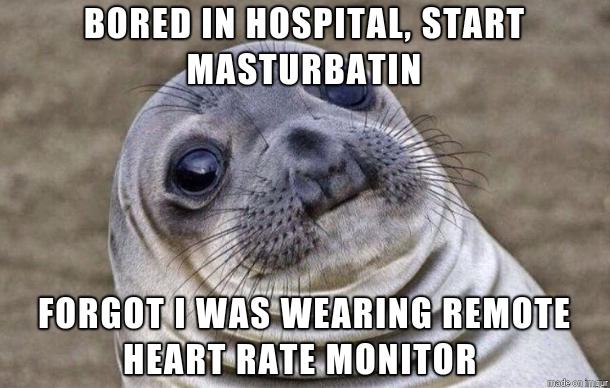 BORED IN HOSPITAL, START
MASTURBATIN
FORGOT I WAS WEARING REMOTE
HEART RATE MONITOR
made on imgur